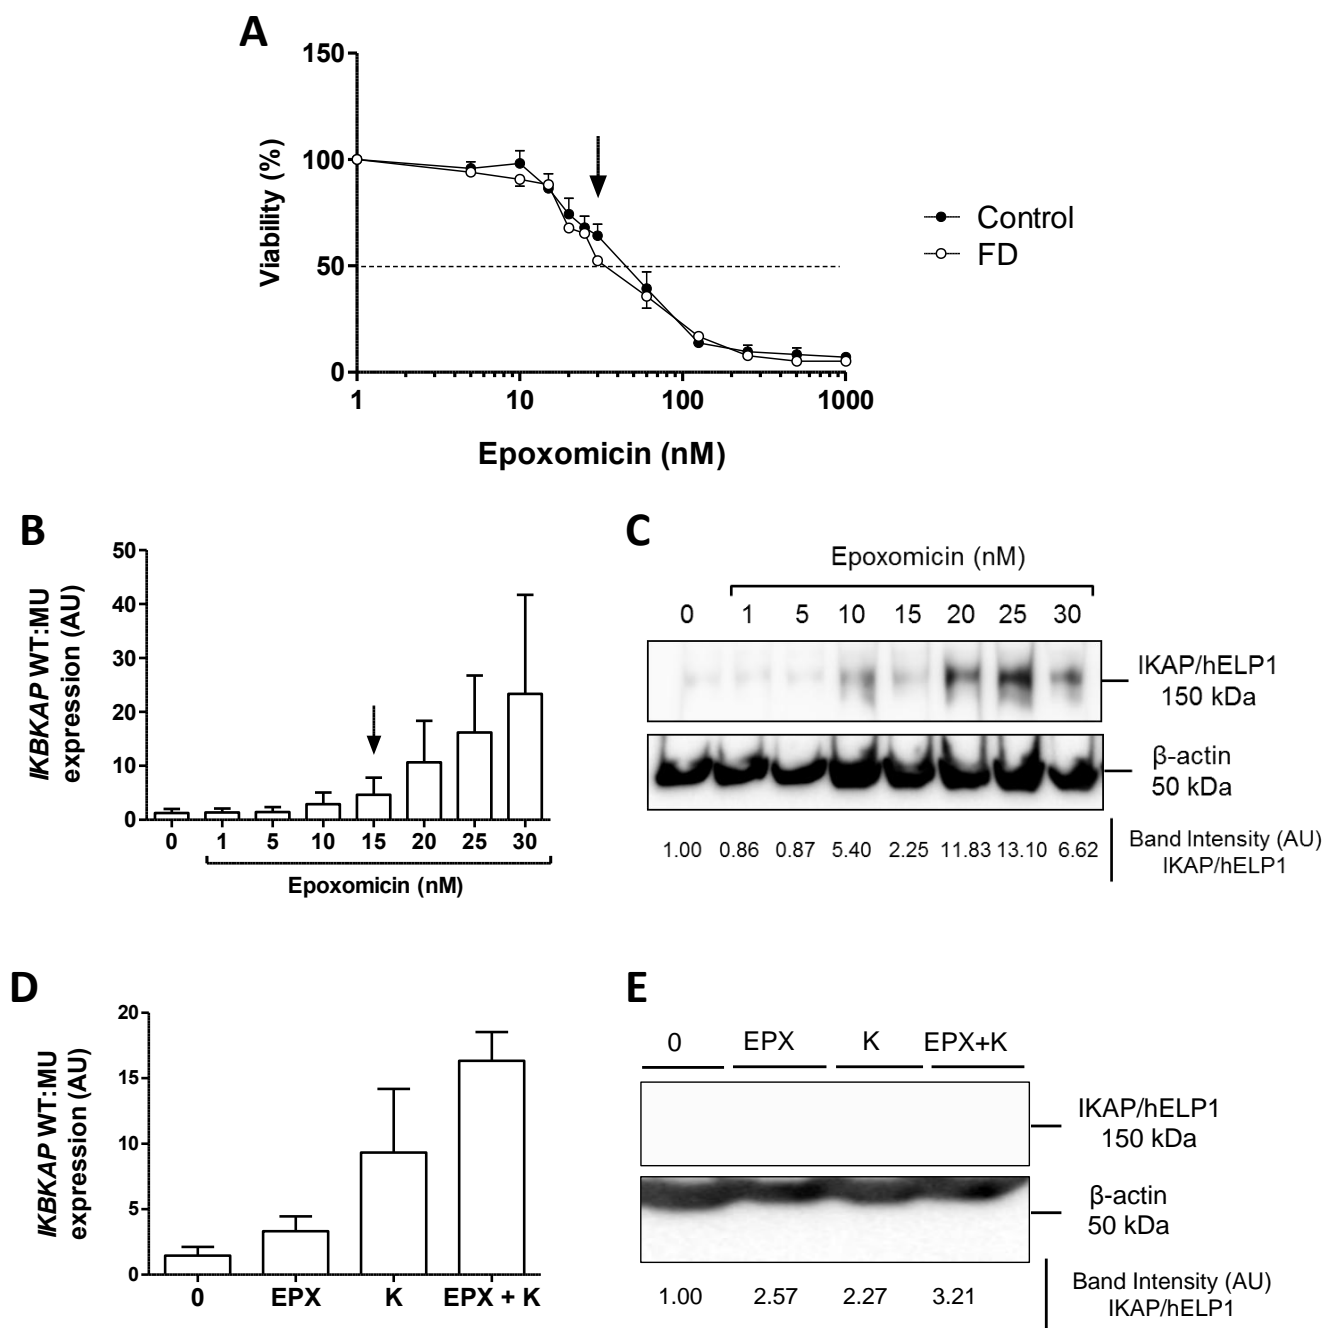 A
150
100
50
0
Viability (%)
1
10
100
1000
Epoxomicin (nM)
Control
FD
B
50
40
30
20
10
0
IKBKAP WT:MU
expression (AU)
0 1 5 10 15 20 25 30
Epoxomicin (nM)
C
Epoxomicin (nM)
0 1 5 10 15 20 25 30
IKAP/hELP1
150 kDa
β-actin
50 kDa
1.00 0.86 0.87 5.40 2.25 11.83 13.10 6.62
Band Intensity (AU)
IKAP/hELP1
D
20
15
10
5
0
IKBKAP WT:MU
expression (AU)
0 EPX K EPX + K
E
0 EPX K EPX+K
IKAP/hELP1
150 kDa
β-actin
50 kDa
1.00 2.57 2.27 3.21
Band Intensity (AU)
IKAP/hELP1